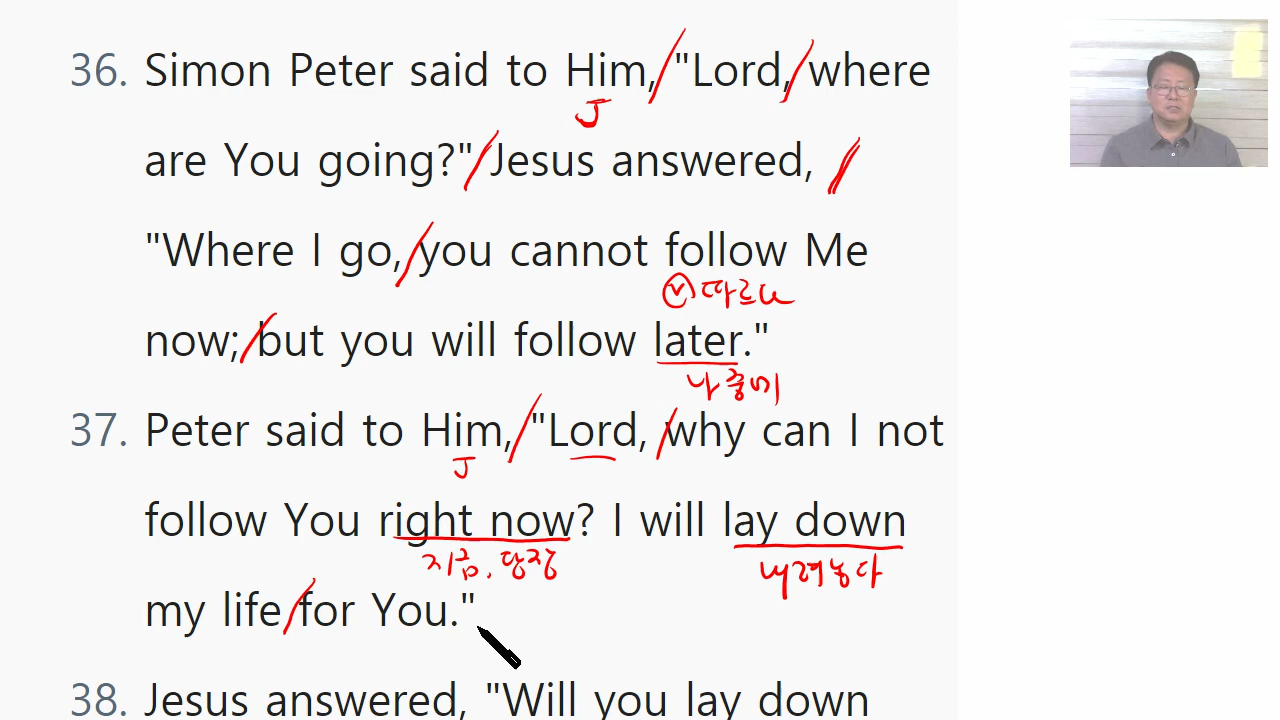 36. Simon Peter said to Him, "Lord, where
J
are You going?" Jesus answered,
"Where I go, you cannot follow Me
v 따르다
now; but you will follow later."
나중에
37. Peter said to Him, "Lord, why can I not
J
follow You right now? I will lay down
지금, 당장 내려놓다
my life for You."
38. Jesus answered, "Will you lay down